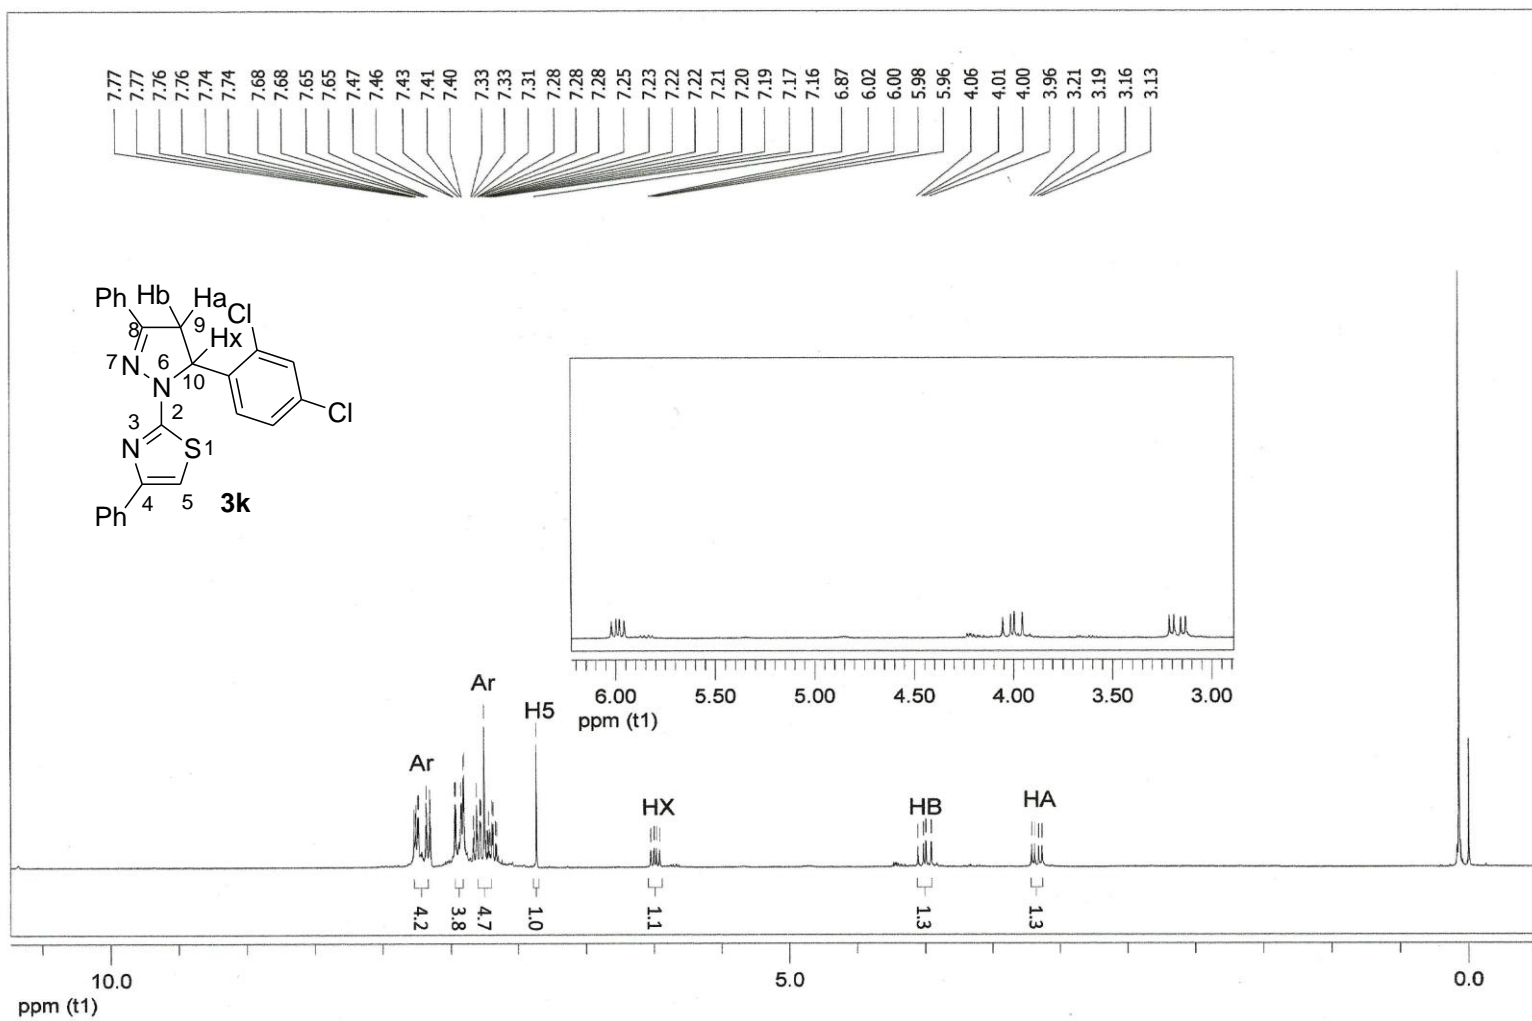 7.77 7.77 7.76 7.76 7.74 7.74 7.68 7.68 7.65 7.65 7.47 7.46 7.43 7.41 7.40 7.33 7.33 7.31 7.28 7.28 7.28 7.25 7.23 7.22 7.22 7.21 7.20 7.19 7.17 7.16 6.87 6.02 6.00 5.98 5.96 4.06 4.01 4.00 3.96 3.21 3.19 3.16 3.13
Ph Hb Ha Cl
8 9 Hx
7 N 6
N 10
Cl
3 2
N S 1
Ph 4 5 3k
6.00 5.50 5.00 4.50 4.00 3.50 3.00
ppm (t1)
Ar Ar H5 HX HB HA
4.2 3.8 4.7 1.0 1.1 1.3 1.3
10.0 5.0 0.0
ppm (t1)